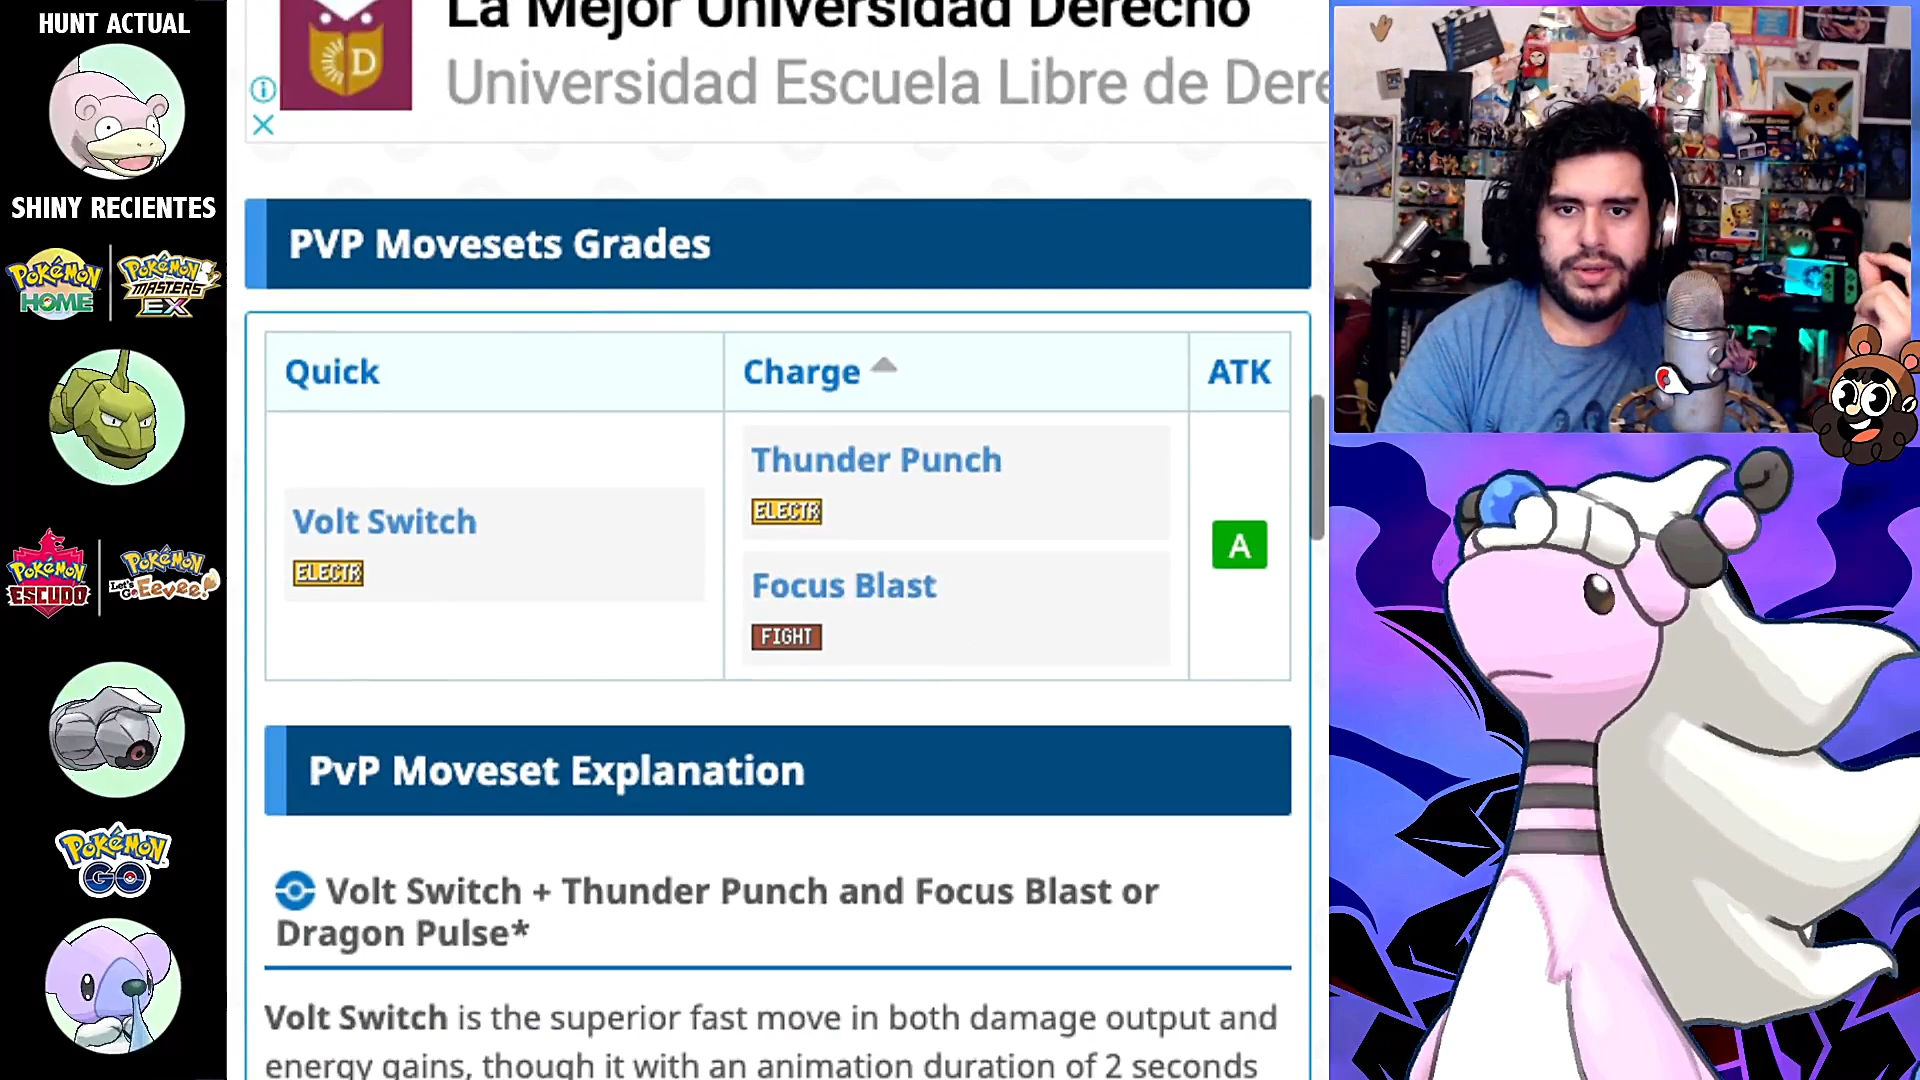 HUNT ACTUAL
SHINY RECIENTES
POKéMON
HOME
POKéMON
MASTERS
EX
POKéMON
ESCUDO
POKéMON
Let's Go
Eevee!
POKéMON
GO
La Mejor Universidad Derecho
Universidad Escuela Libre de Dere
D
PVP Movesets Grades
Quick
Charge
ATK
Volt Switch
ELECTR
Thunder Punch
ELECTR
Focus Blast
FIGHT
A
PvP Moveset Explanation
Volt Switch + Thunder Punch and Focus Blast or
Dragon Pulse*
Volt Switch is the superior fast move in both damage output and
energy gains, though it with an animation duration of 2 seconds